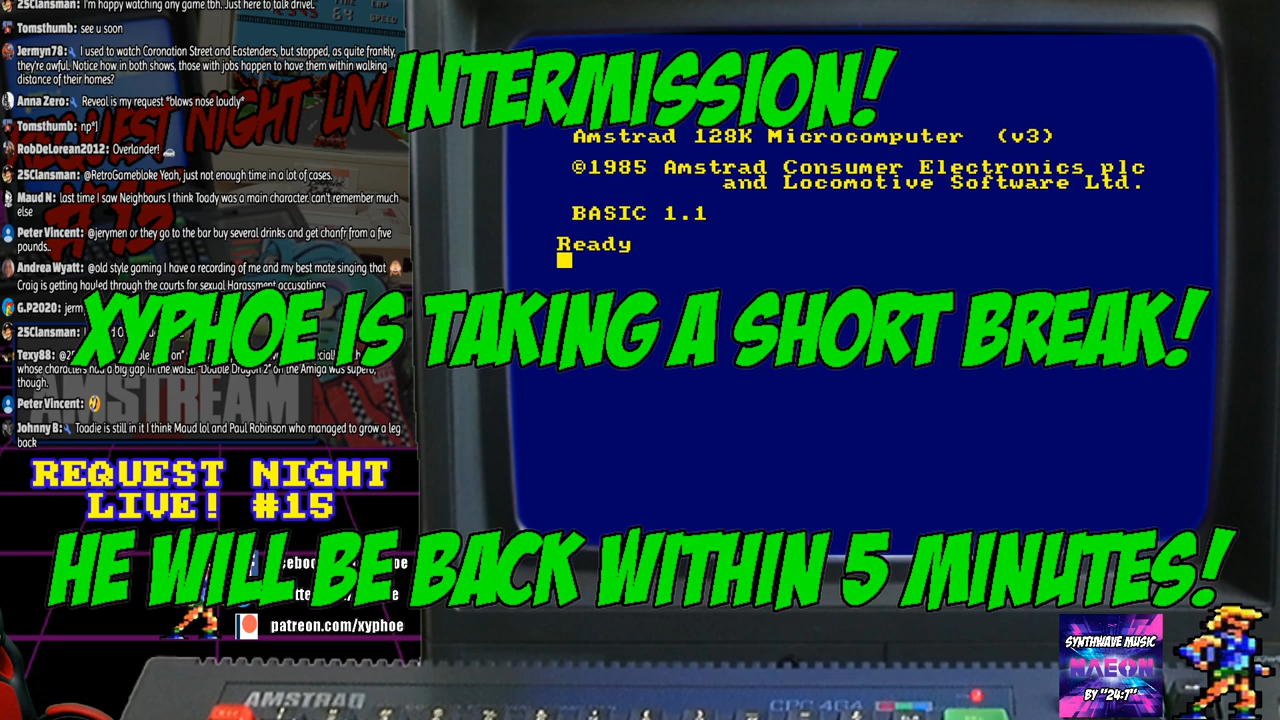 25Clansman: I'm happy watching any game tbh. Just here to talk drivel.
Tomsthumb: see u soon
Jermyn78: I used to watch Coronation Street and Eastenders, but stopped, as quite frankly,
they're awful. Notice how in both shows, those with jobs happen to have them within walking
distance of their homes?
Anna Zero: Reveal is my request *blows nose loudly*
Tomsthumb: np*]
RobDeLorean2012: Overlander!
25Clansman: @RetroGamebloke Yeah, just not enough time in a lot of cases.
Maud N: last time I saw Neighbours I think Toady was a main character. can't remember much
else
Peter Vincent: @jerymen or they go to the bar buy several drinks and get chanfr from a five
pounds..
Andrea Wyatt: @old style gaming I have a recording of me and my best mate singing that
Craig is getting hauled through the courts for sexual Harassment accusations
G.P2020: jerm
25Clansman:
Texy88:
whose characters had a big gap in the waist! "Double Dragon 2" on the Amiga was superb,
though.
Peter Vincent:
Johnny B: Toadie is still in it I think Maud lol and Paul Robinson who managed to grow a leg
back
REQUEST NIGHT LIVE
#15
AMSTREAM
INTERMISSION!
Amstrad 128K Microcomputer (v3)
©1985 Amstrad Consumer Electronics plc
and Locomotive Software Ltd.
BASIC 1.1
Ready
XYPHOE IS TAKING A SHORT BREAK!
REQUEST NIGHT
LIVE! #15
HE WILL BE BACK WITHIN 5 MINUTES!
patreon.com/xyphoe
SYNTHWAVE MUSIC
NAEON
BY "24:7"
AMSTRAD
CPC 464